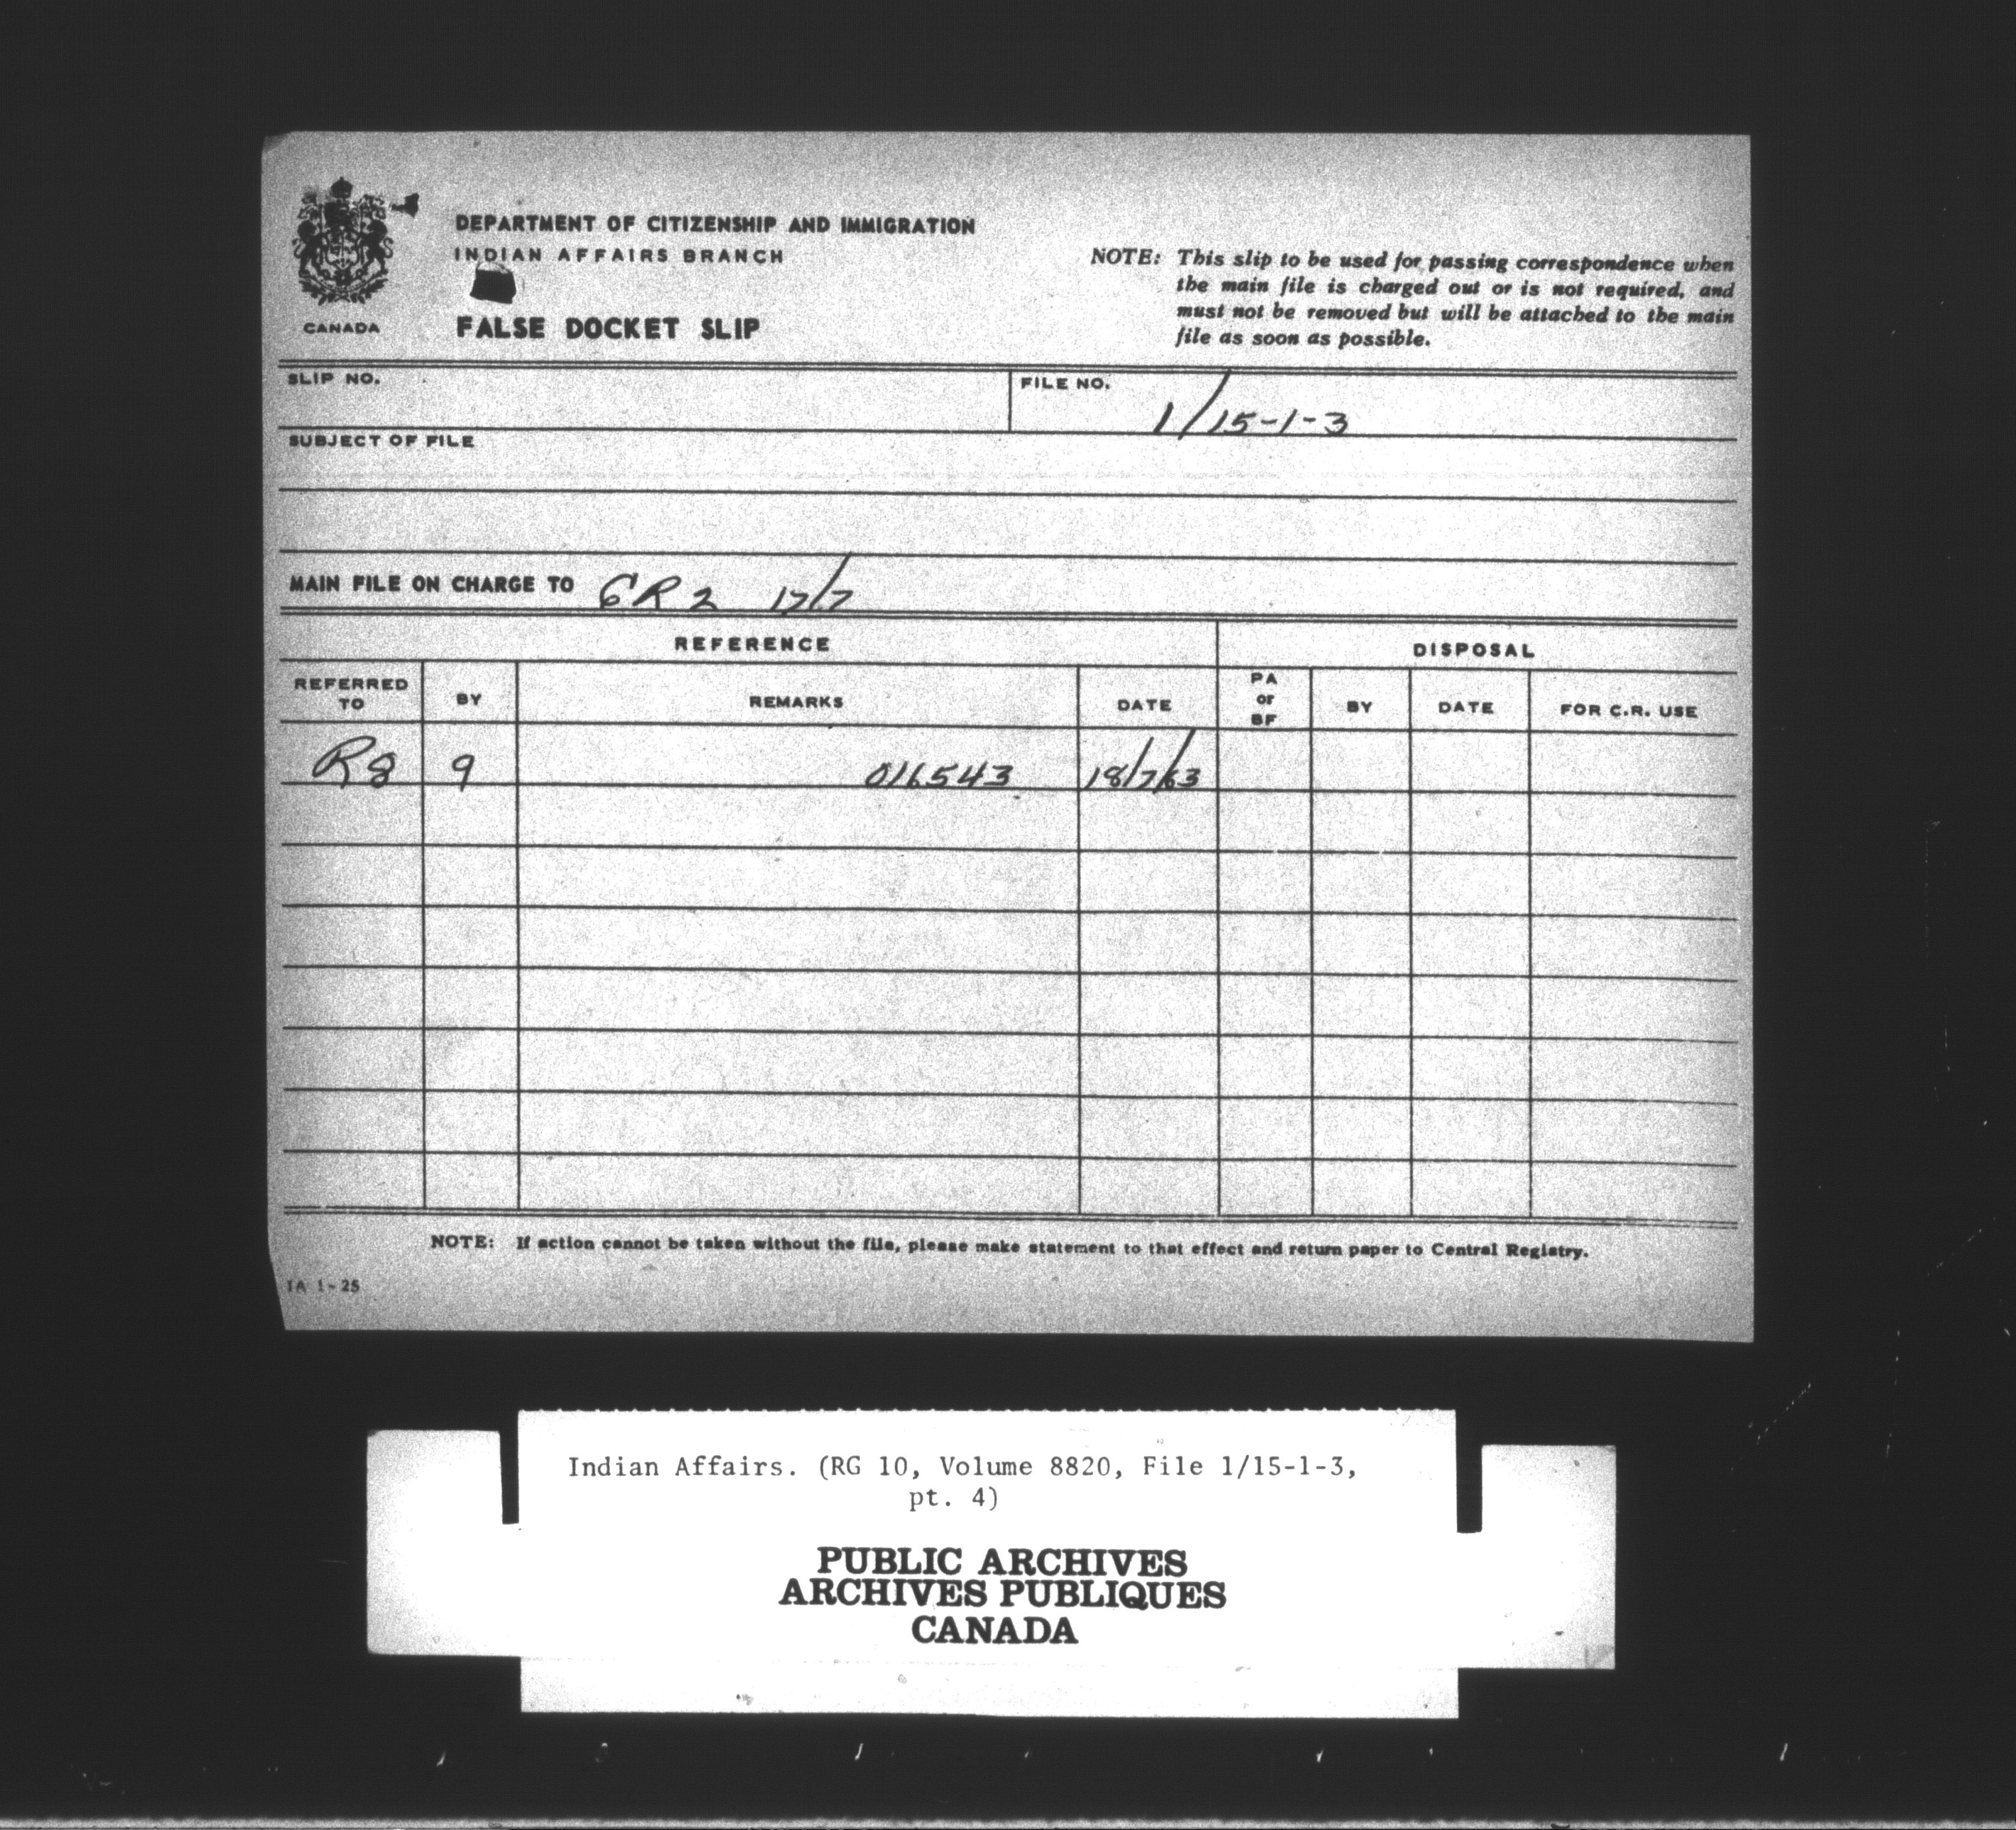 DEPARTMENT OF CITIZENSHIP AND IMMIGRATION
INDIAN AFFAIRS BRANCH
CANADA
FALSE DOCKET SLIP
NOTE: This slip to be used for passing correspondence when
the main file is charged out or is not required, and
must not be removed but will be attached to the main
file as soon as possible.
SLIP NO.
FILE NO. 1/15-1-3
SUBJECT OF FILE
MAIN FILE ON CHARGE TO CR2 17/7
REFERENCE DISPOSAL
REFERRED TO BY REMARKS DATE PA or BF BY DATE FOR C.R. USE
R8 9 016543 18/7/63
NOTE: If action cannot be taken without the file, please make statement to that effect and return paper to Central Registry.
IA 1-25
Indian Affairs. (RG 10, Volume 8820, File 1/15-1-3,
pt. 4)
PUBLIC ARCHIVES
ARCHIVES PUBLIQUES
CANADA